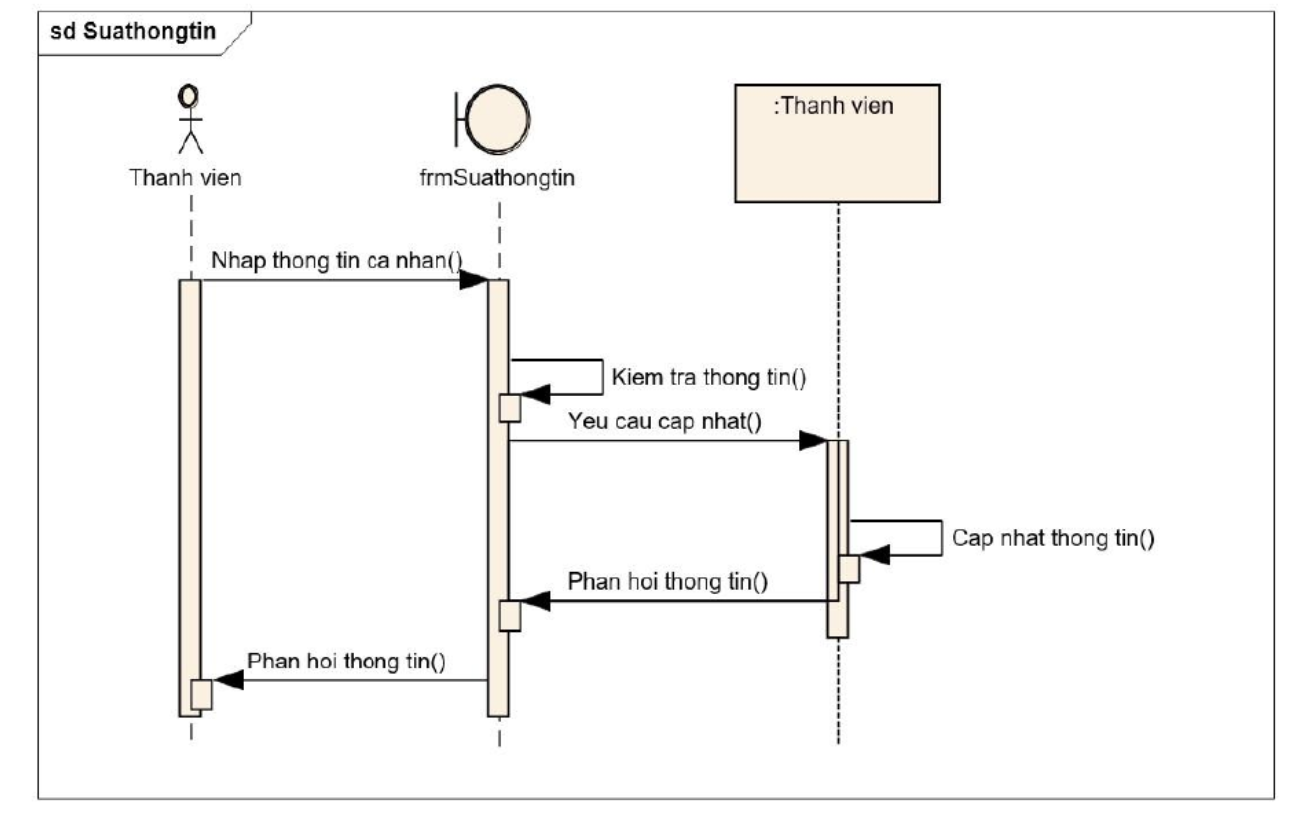 sd Suathongtin
Thanh vien
frmSuathongtin
:Thanh vien
Nhap thong tin ca nhan()
Kiem tra thong tin()
Yeu cau cap nhat()
Cap nhat thong tin()
Phan hoi thong tin()
Phan hoi thong tin()